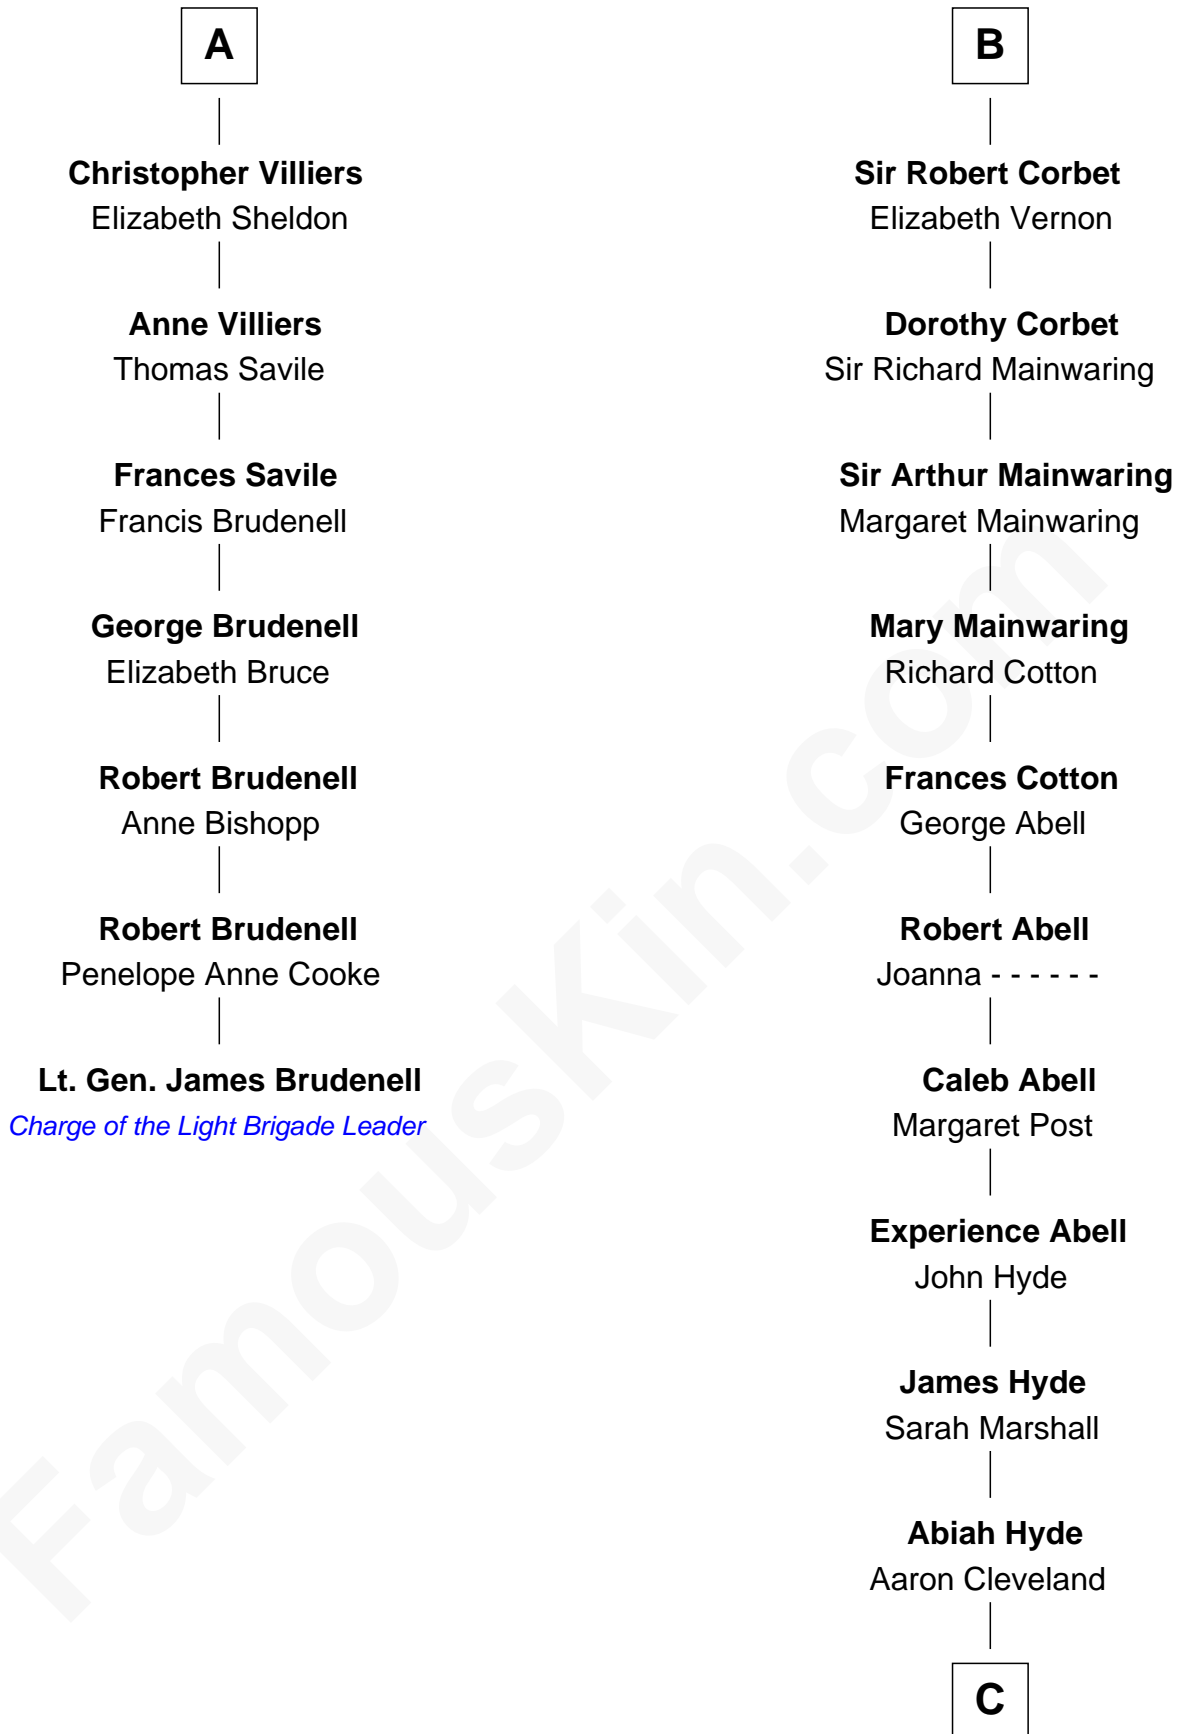 A
Christopher Villiers
Elizabeth Sheldon
Anne Villiers
Thomas Savile
Frances Savile
Francis Brudenell
George Brudenell
Elizabeth Bruce
Robert Brudenell
Anne Bishopp
Robert Brudenell
Penelope Anne Cooke
Lt. Gen. James Brudenell
Charge of the Light Brigade Leader
B
Sir Robert Corbet
Elizabeth Vernon
Dorothy Corbet
Sir Richard Mainwaring
Sir Arthur Mainwaring
Margaret Mainwaring
Mary Mainwaring
Richard Cotton
Frances Cotton
George Abell
Robert Abell
Joanna - - - - - -
Caleb Abell
Margaret Post
Experience Abell
John Hyde
James Hyde
Sarah Marshall
Abiah Hyde
Aaron Cleveland
C
FamousKin.com